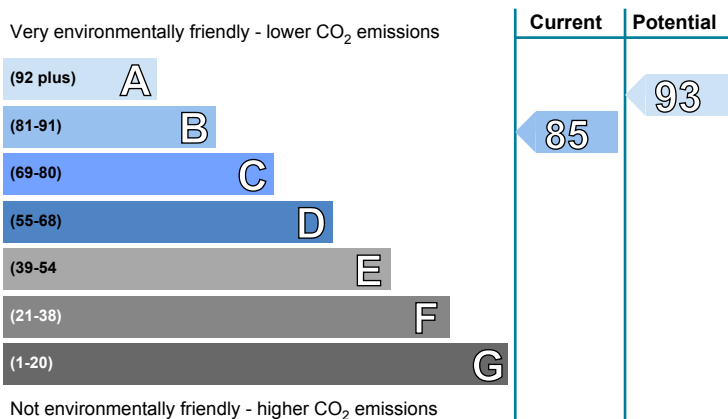 Very environmentally friendly - lower CO2 emissions
Current
Potential
(92 plus) A
93
(81-91) B
85
(69-80) C
(55-68) D
(39-54 E
(21-38) F
(1-20) G
Not environmentally friendly - higher CO2 emissions